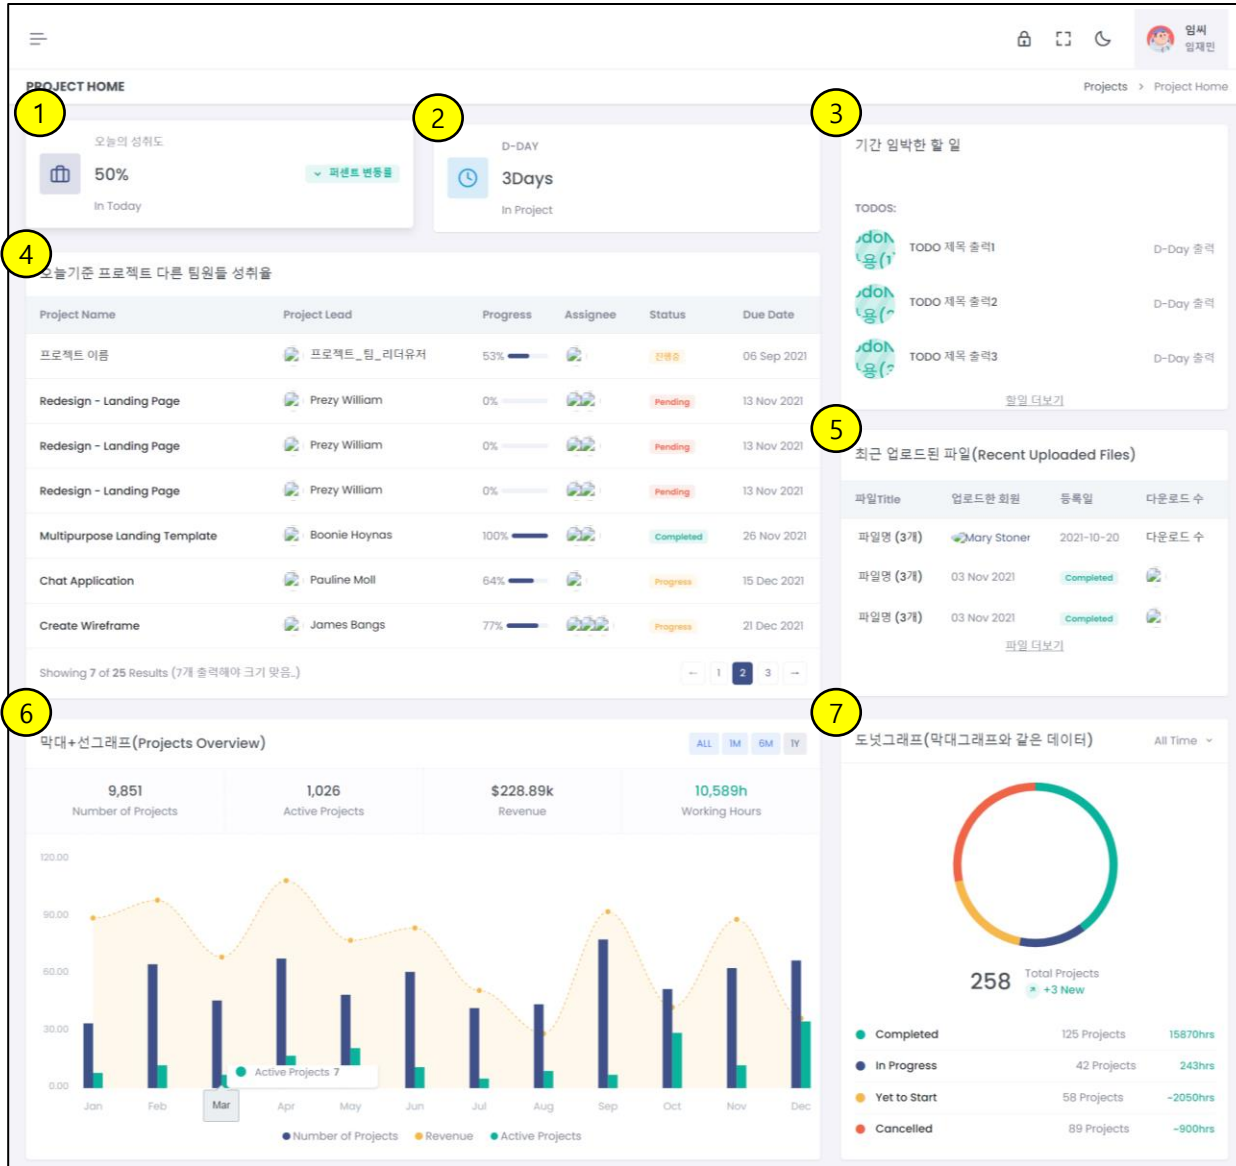 임씨
임재민
PROJECT HOME
Projects > Project Home
1
오늘의 성취도
50%
퍼센트 변동률
In Today
2
D-DAY
3Days
In Project
3
기간 임박한 할 일
TODOS:
TODO 제목 출력1 D-Day 출력
TODO 제목 출력2 D-Day 출력
TODO 제목 출력3 D-Day 출력
할일 더보기
4
오늘기준 프로젝트 다른 팀원들 성취율
Project Name Project Lead Progress Assignee Status Due Date
프로젝트 이름 프로젝트_팀_리더유저 53% 진행중 06 Sep 2021
Redesign - Landing Page Prezy William 0% Pending 13 Nov 2021
Redesign - Landing Page Prezy William 0% Pending 13 Nov 2021
Redesign - Landing Page Prezy William 0% Pending 13 Nov 2021
Multipurpose Landing Template Boonie Hoynas 100% Completed 26 Nov 2021
Chat Application Pauline Moll 64% Progress 15 Dec 2021
Create Wireframe James Bangs 77% Progress 21 Dec 2021
Showing 7 of 25 Results (7개 출력해야 크기 맞음..)
← 1 2 3 →
5
최근 업로드된 파일(Recent Uploaded Files)
파일Title 업로드한 회원 등록일 다운로드 수
파일명 (3개) Mary Stoner 2021-10-20 다운로드 수
파일명 (3개) 03 Nov 2021 Completed
파일명 (3개) 03 Nov 2021 Completed
파일 더보기
6
막대+선그래프(Projects Overview)
ALL 1M 6M 1Y
9,851 1,026 $228.89k 10,589h
Number of Projects Active Projects Revenue Working Hours
120.00
90.00
60.00
30.00
0.00
Active Projects 7
Jan Feb Mar Apr May Jun Jul Aug Sep Oct Nov Dec
Number of Projects Revenue Active Projects
7
도넛그래프(막대그래프와 같은 데이터)
All Time
258 Total Projects
+3 New
Completed 125 Projects 15870hrs
In Progress 42 Projects 243hrs
Yet to Start 58 Projects ~2050hrs
Cancelled 89 Projects ~900hrs